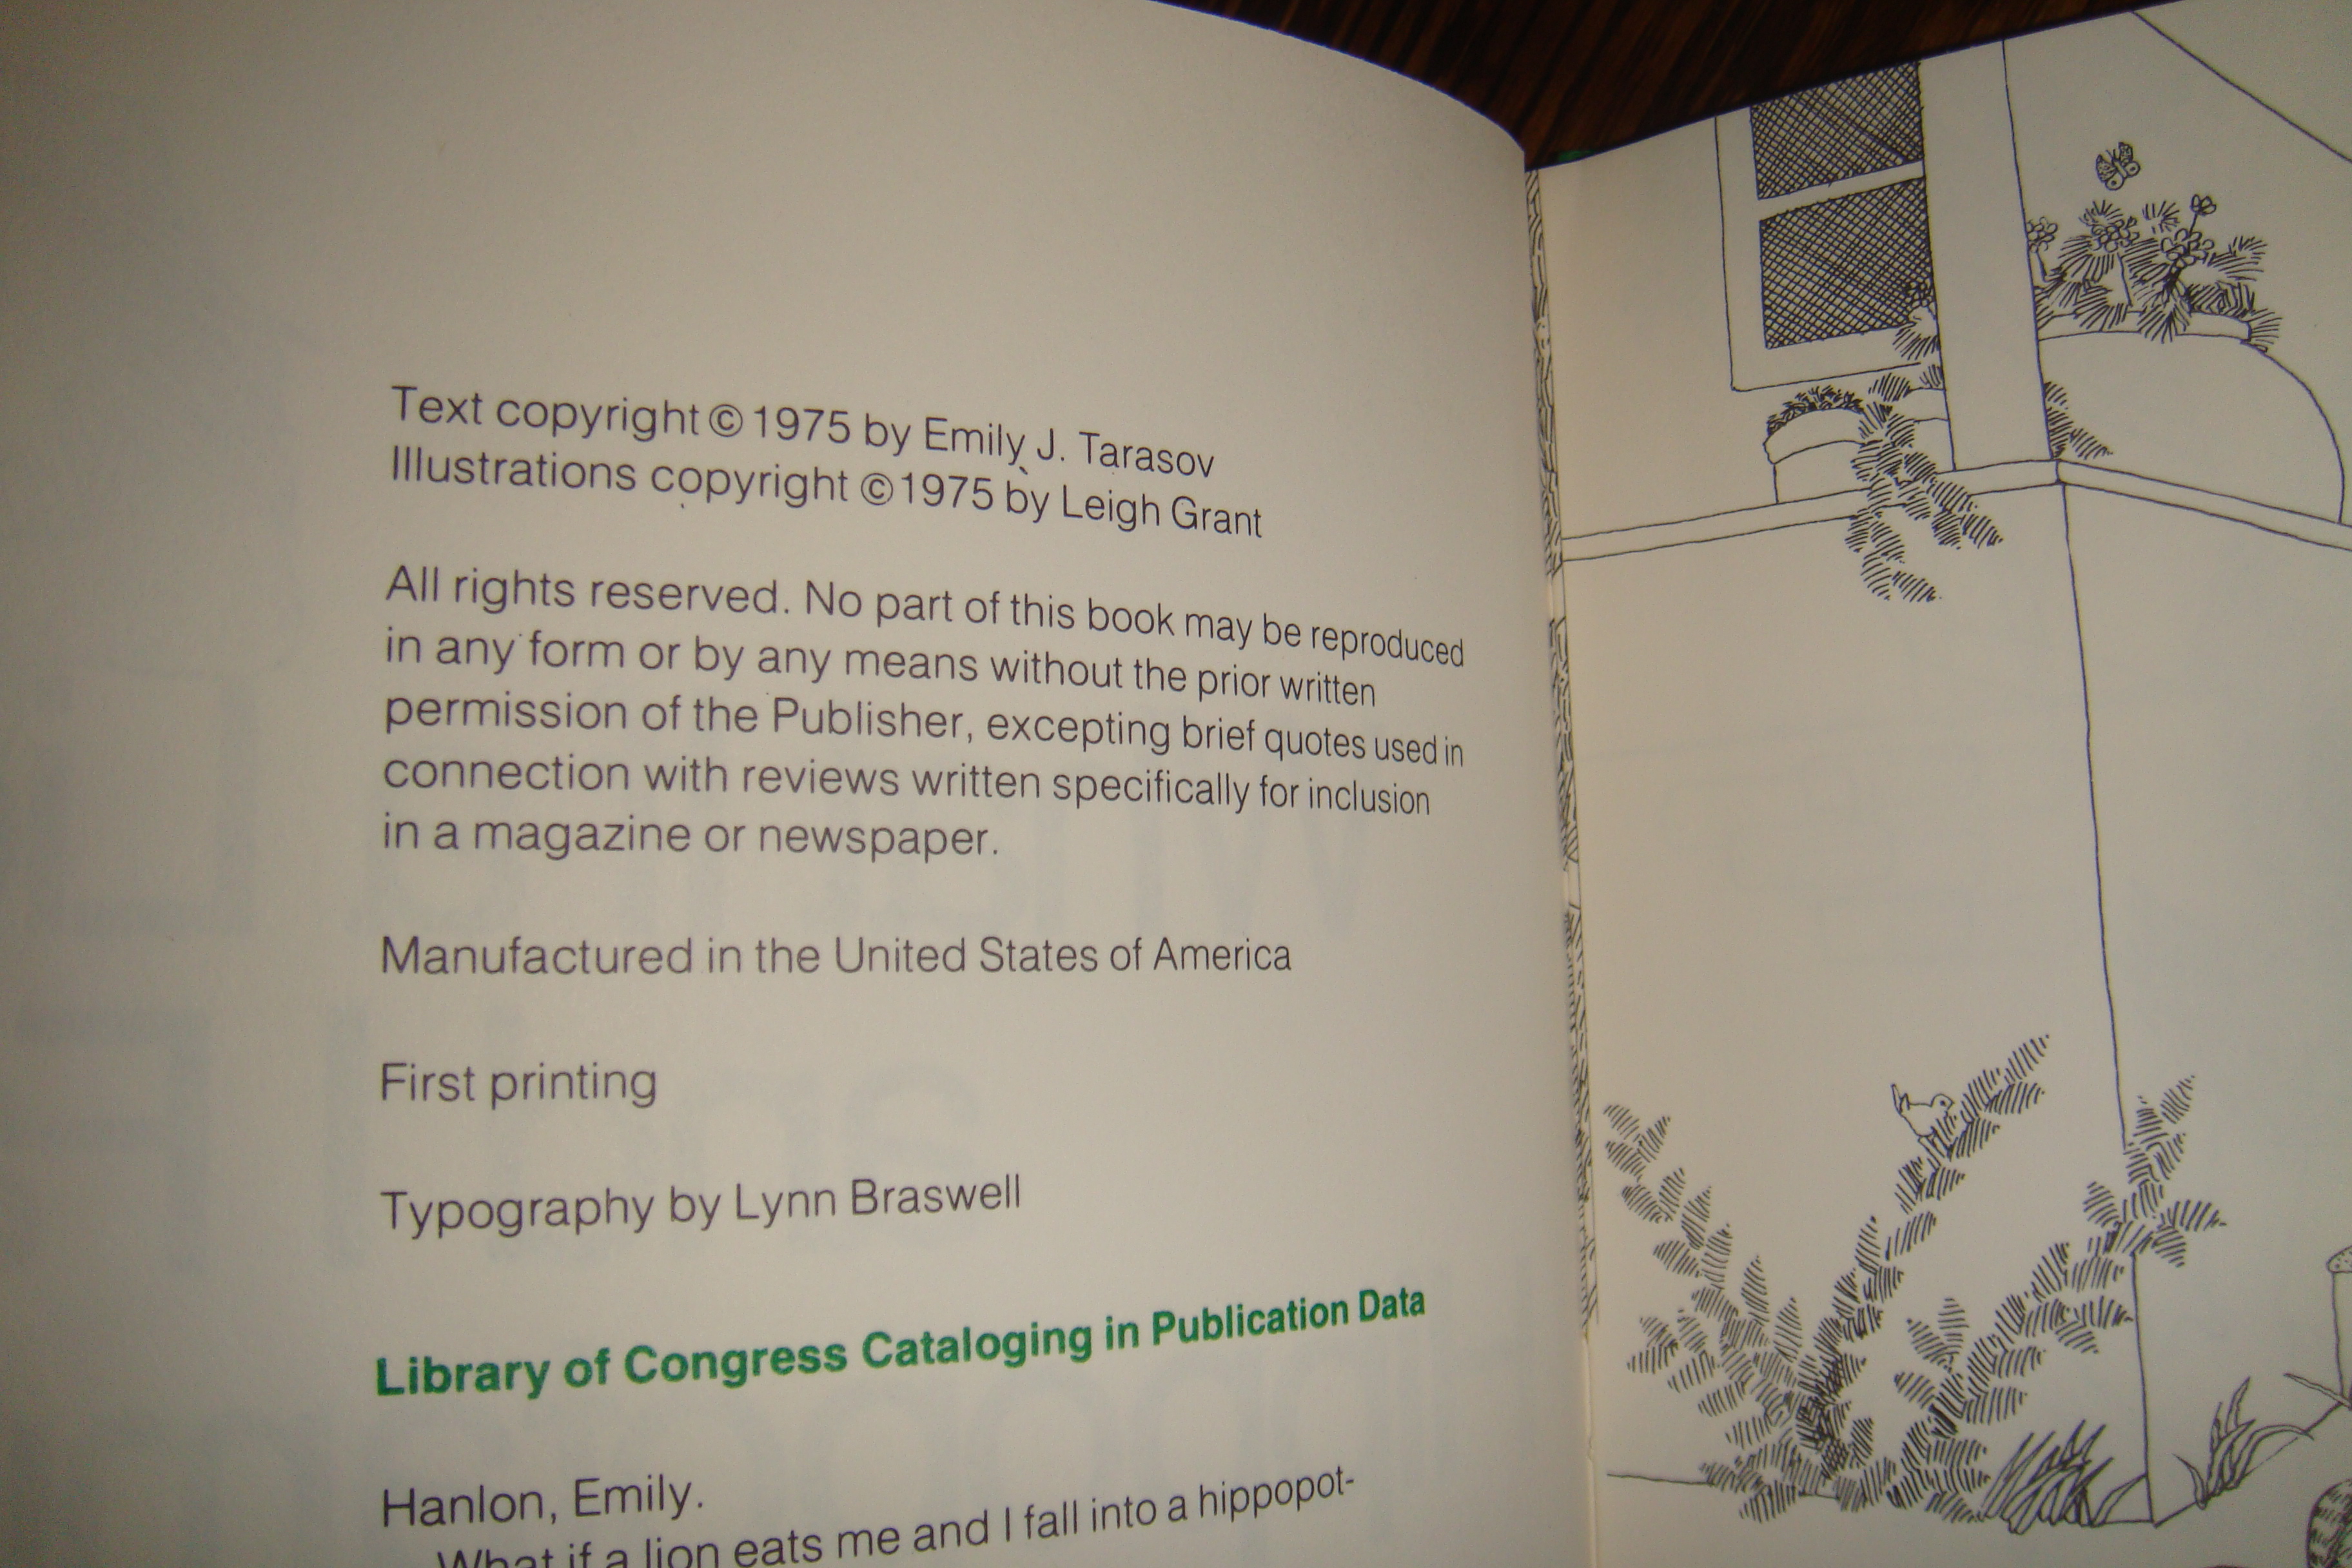 Text copyright © 1975 by Emily J. Tarasov
Illustrations copyright © 1975 by Leigh Grant
All rights reserved. No part of this book may be reproduced
in any form or by any means without the prior written
permission of the Publisher, excepting brief quotes used in
connection with reviews written specifically for inclusion
in a magazine or newspaper.
Manufactured in the United States of America
First printing
Typography by Lynn Braswell
Library of Congress Cataloging in Publication Data
Hanlon, Emily.
What if a lion eats me and I fall into a hippopot-